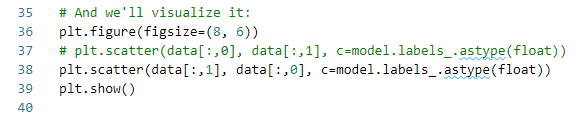 35 # And we'll visualize it:
36 plt.figure(figsize=(8, 6))
37 # plt.scatter(data[:,0], data[:,1], c=model.labels_.astype(float))
38 plt.scatter(data[:,1], data[:,0], c=model.labels_.astype(float))
39 plt.show()
40